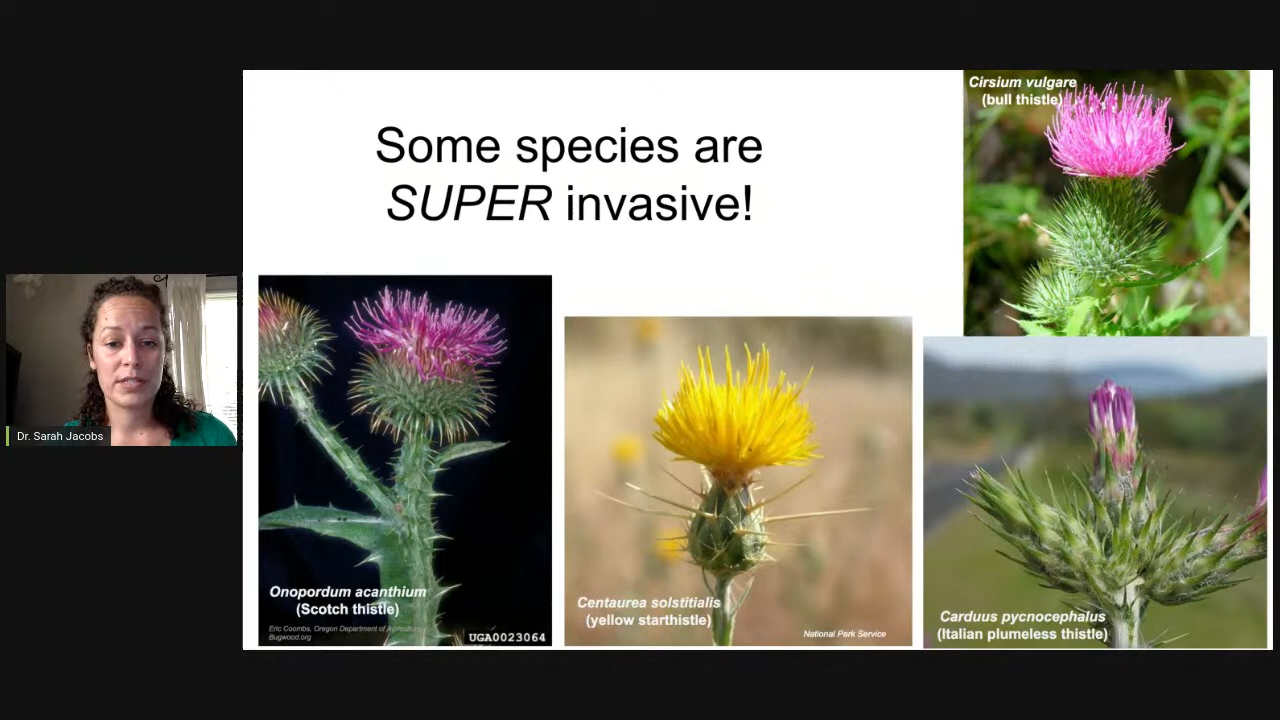 Some species are
SUPER invasive!
Cirsium vulgare
(bull thistle)
Dr. Sarah Jacobs
Onopordum acanthium
(Scotch thistle)
Eric Coombs, Oregon Department of Agriculture,
Bugwood.org
UGA0023064
Centaurea solstitialis
(yellow starthistle)
National Park Service
Carduus pycnocephalus
(Italian plumeless thistle)